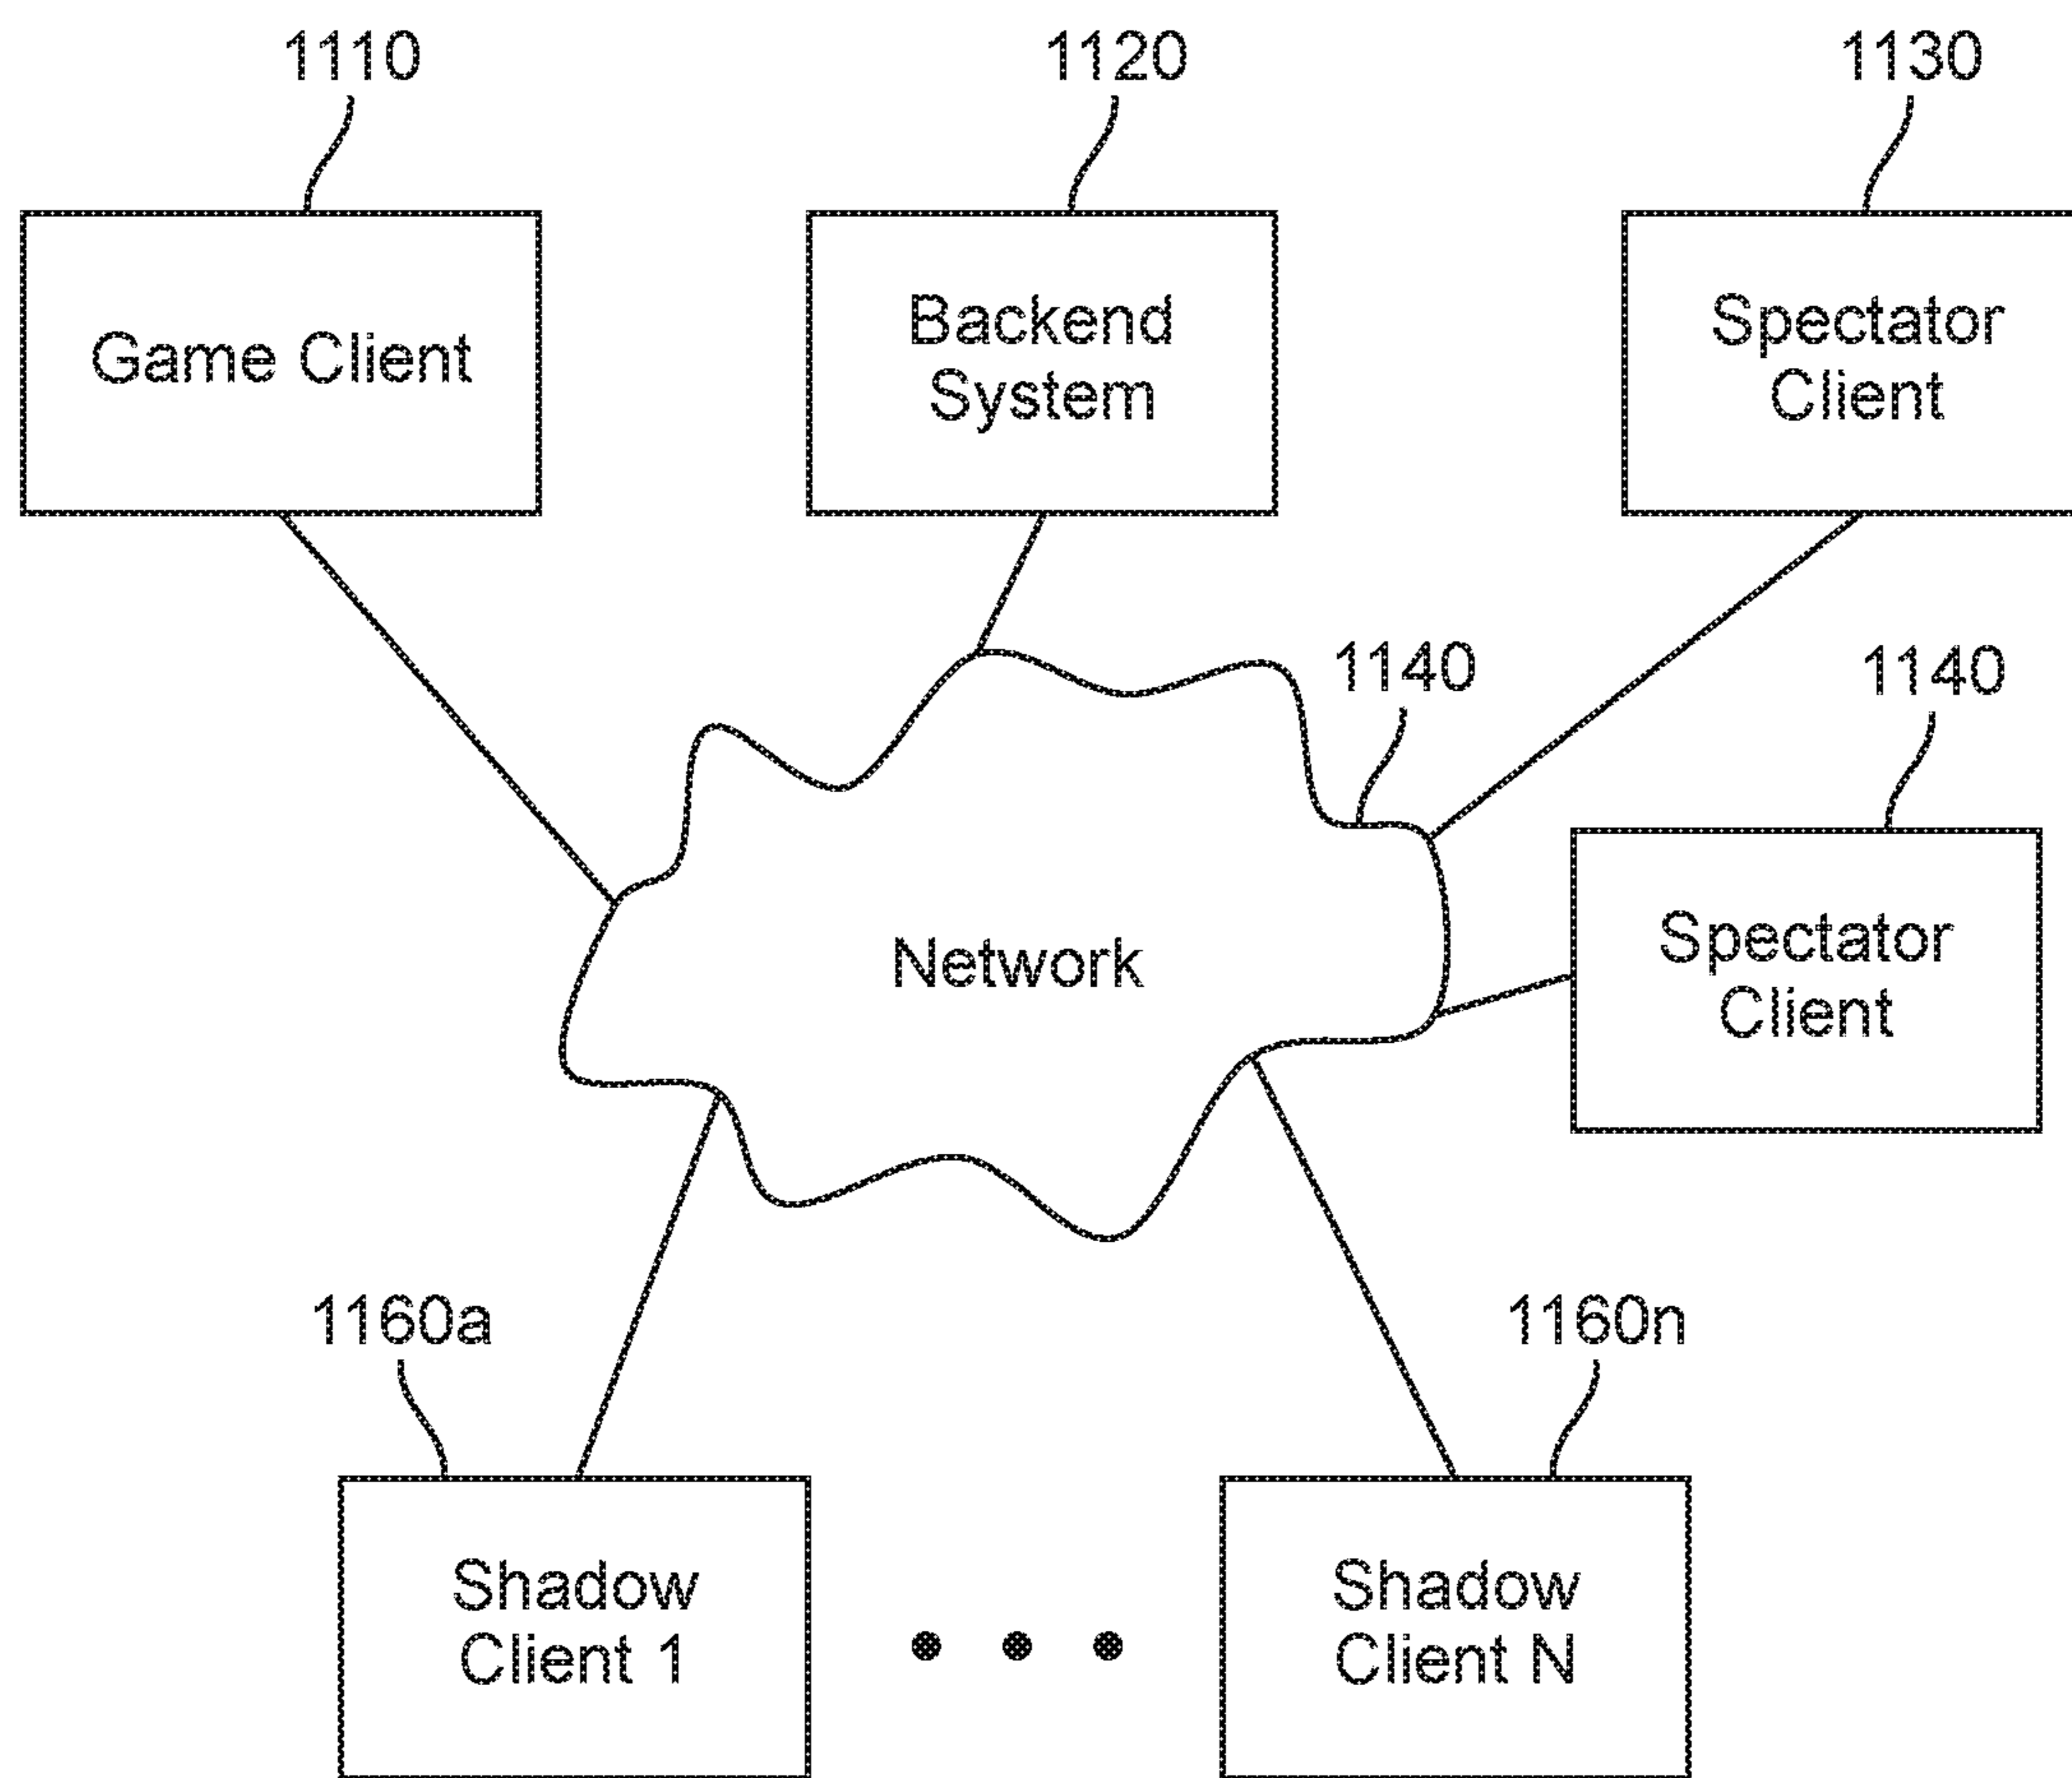 1110
1120
1130
Game Client
Backend
System
Spectator
Client
1140
1140
Network
Spectator
Client
1160a
1160n
Shadow
Client 1
Shadow
Client N